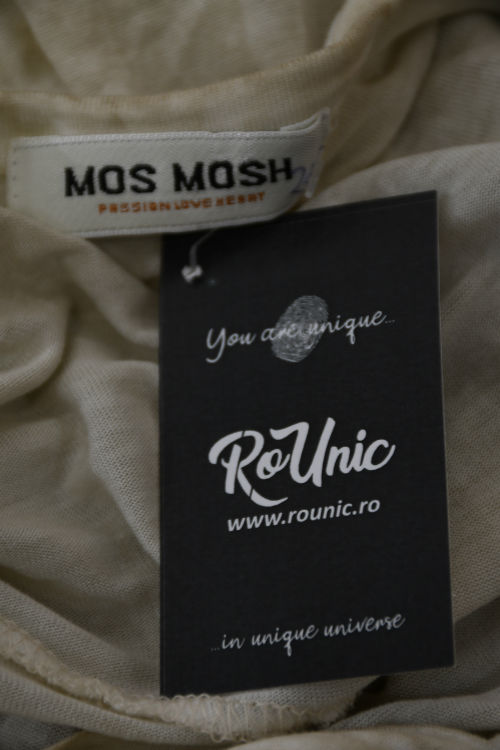 MOS MOSH
PASSION LOVE HEART
You are unique...
RoUnic
www.rounic.ro
...in unique universe